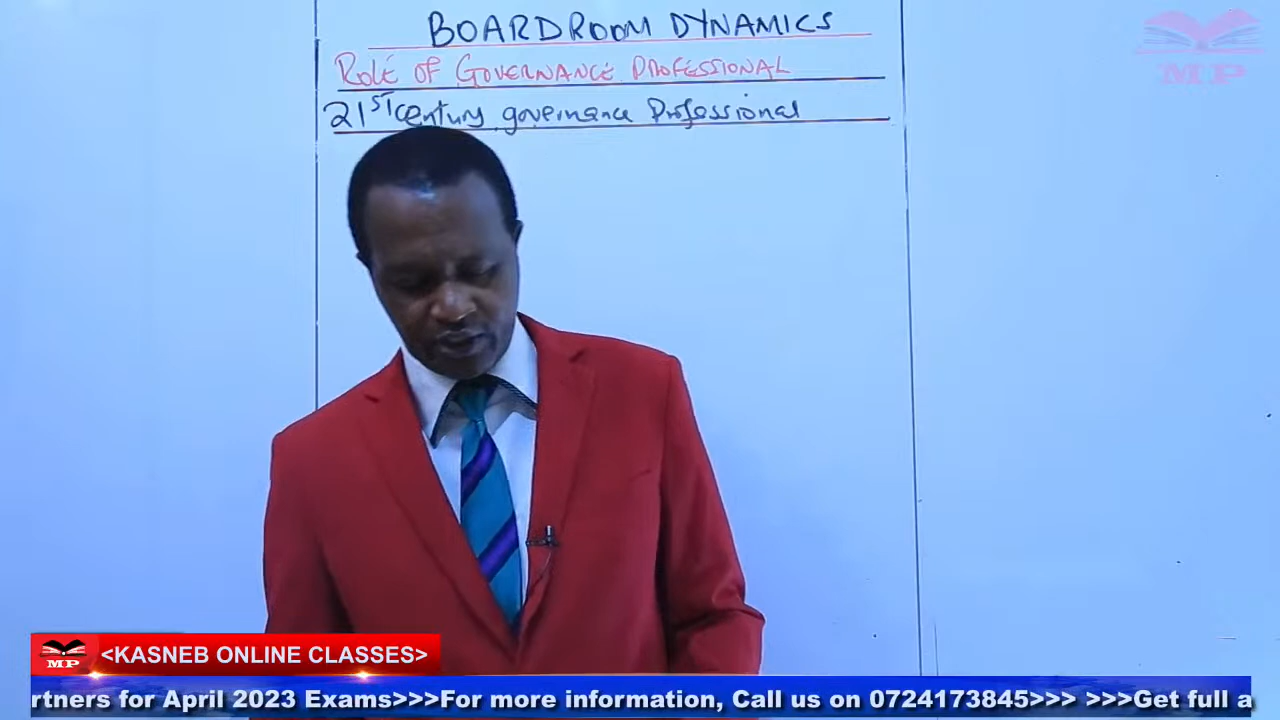 BOARDROOM DYNAMICS
ROLE OF GOVERNANCE PROFESSIONAL
21ST century governance Professional
MP
MP
<KASNEB ONLINE CLASSES>
rtners for April 2023 Exams>>>For more information, Call us on 0724173845>>> >>>Get full a